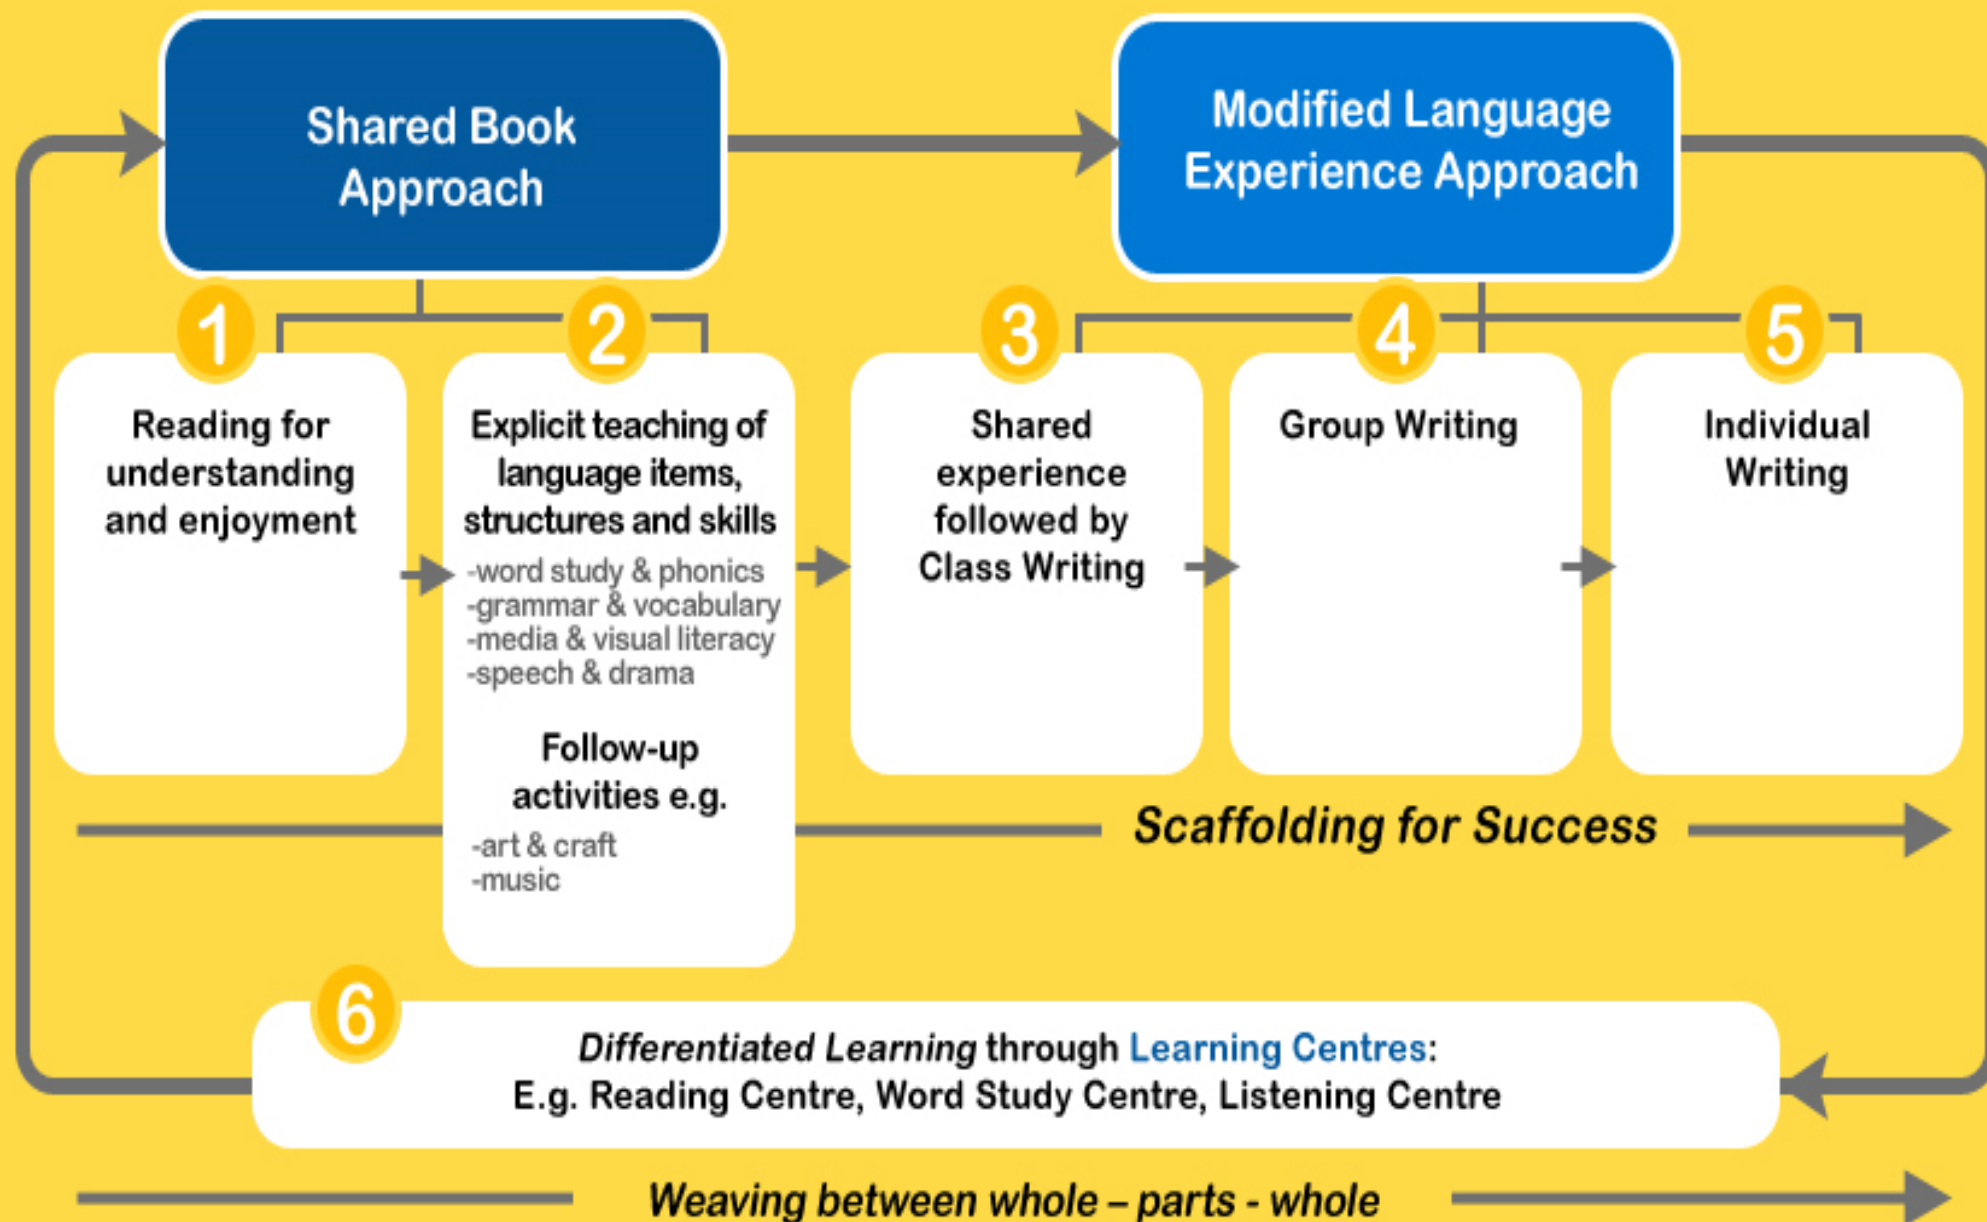 Shared Book
Approach
Modified Language
Experience Approach
1
Reading for
understanding
and enjoyment
2
Explicit teaching of
language items,
structures and skills
-word study & phonics
-grammar & vocabulary
-media & visual literacy
-speech & drama
Follow-up
activities e.g.
-art & craft
-music
3
Shared
experience
followed by
Class Writing
4
Group Writing
5
Individual
Writing
Scaffolding for Success
6
Differentiated Learning through Learning Centres:
E.g. Reading Centre, Word Study Centre, Listening Centre
Weaving between whole – parts - whole